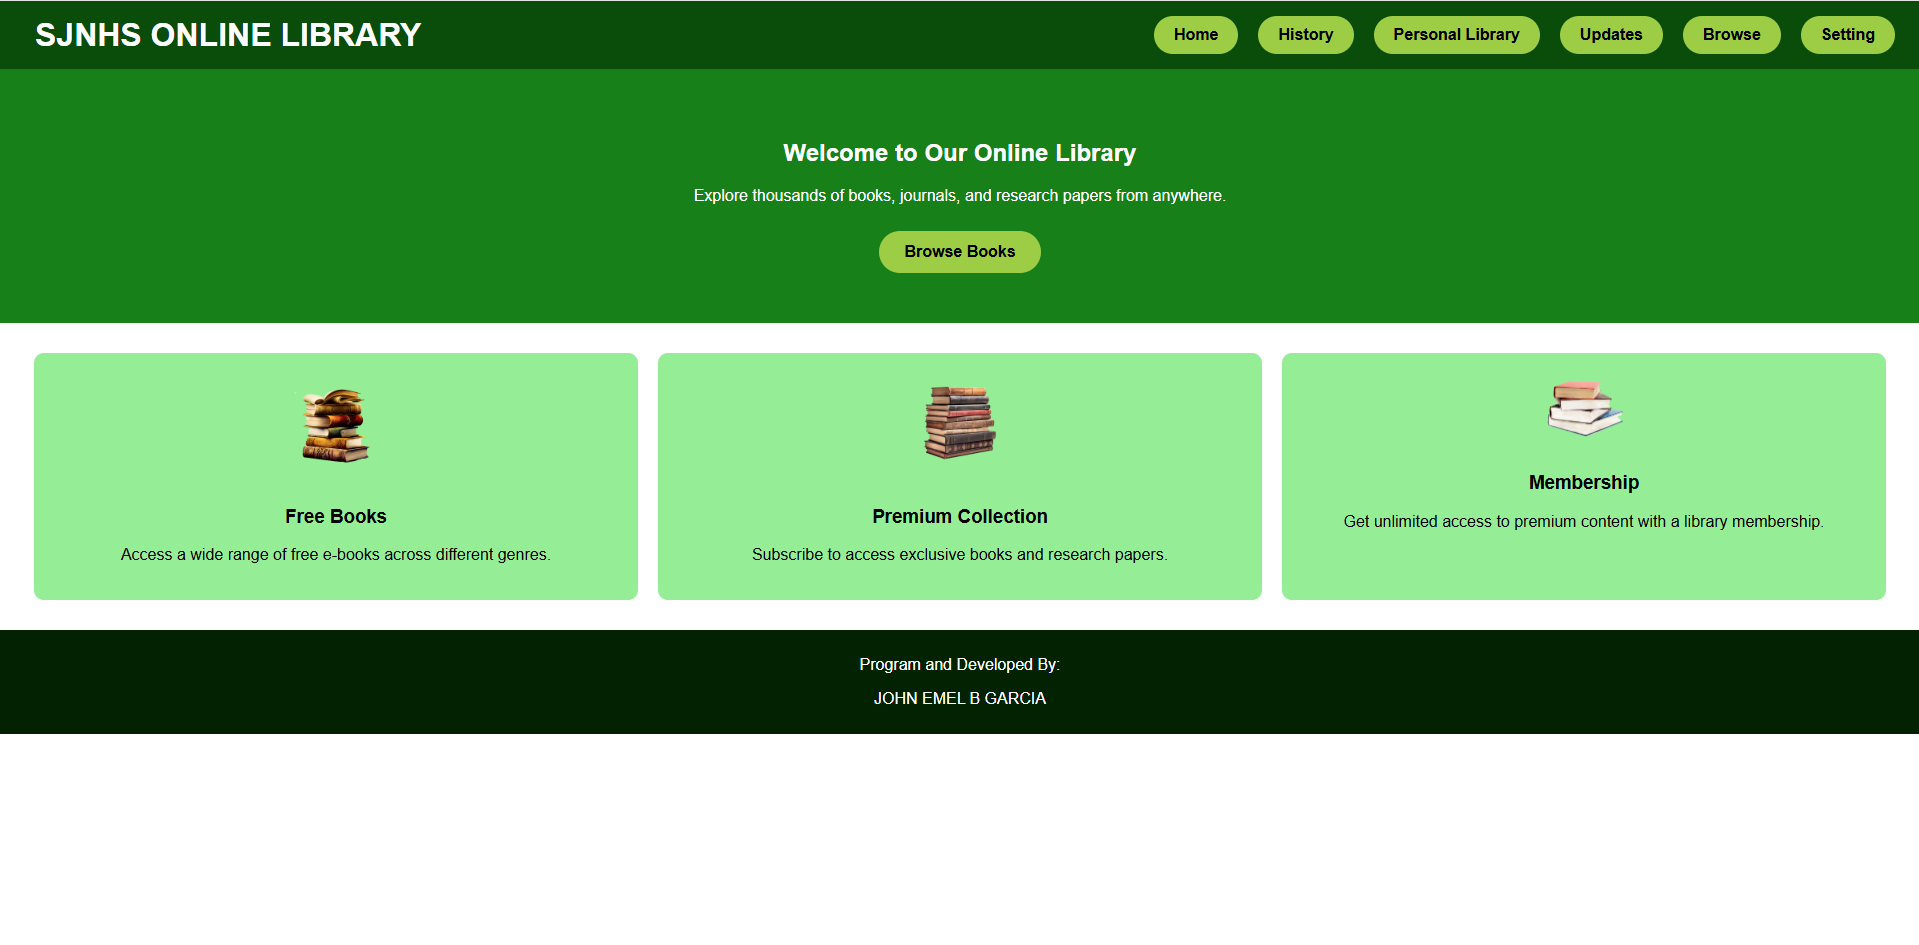 SJNHS ONLINE LIBRARY
Home
History
Personal Library
Updates
Browse
Setting
Welcome to Our Online Library
Explore thousands of books, journals, and research papers from anywhere.
Browse Books
Free Books
Access a wide range of free e-books across different genres.
Premium Collection
Subscribe to access exclusive books and research papers.
Membership
Get unlimited access to premium content with a library membership.
Program and Developed By:
JOHN EMEL B GARCIA